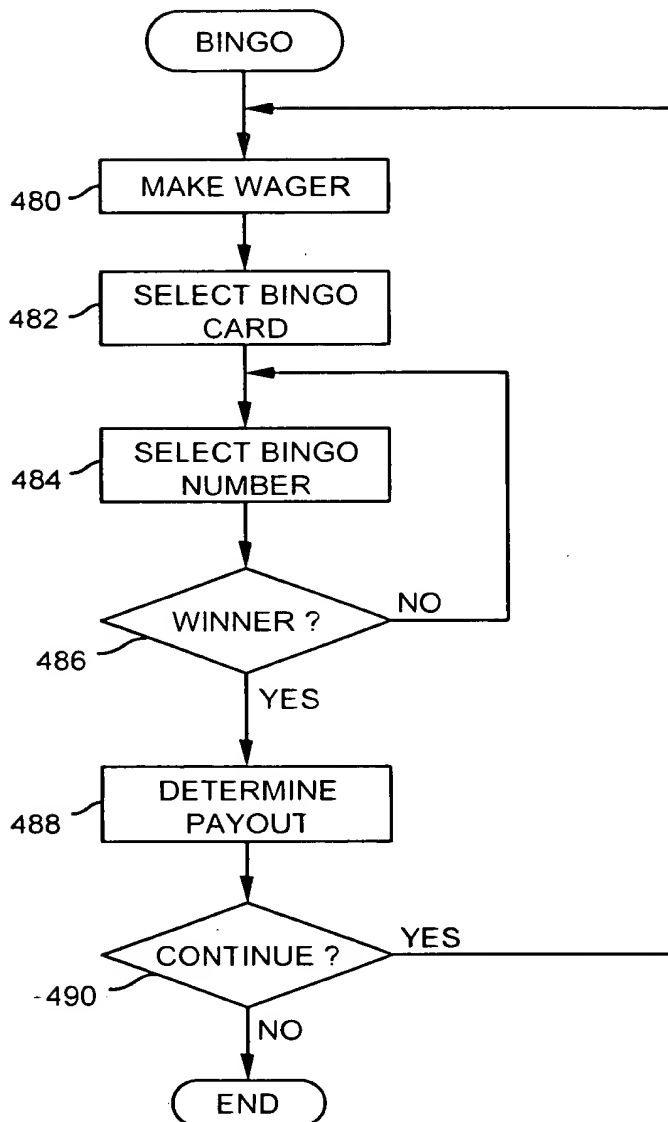 BINGO
MAKE WAGER
480
SELECT BINGO
CARD
482
SELECT BINGO
NUMBER
484
WINNER ?
NO
486
YES
DETERMINE
PAYOUT
488
CONTINUE ?
YES
490
NO
END